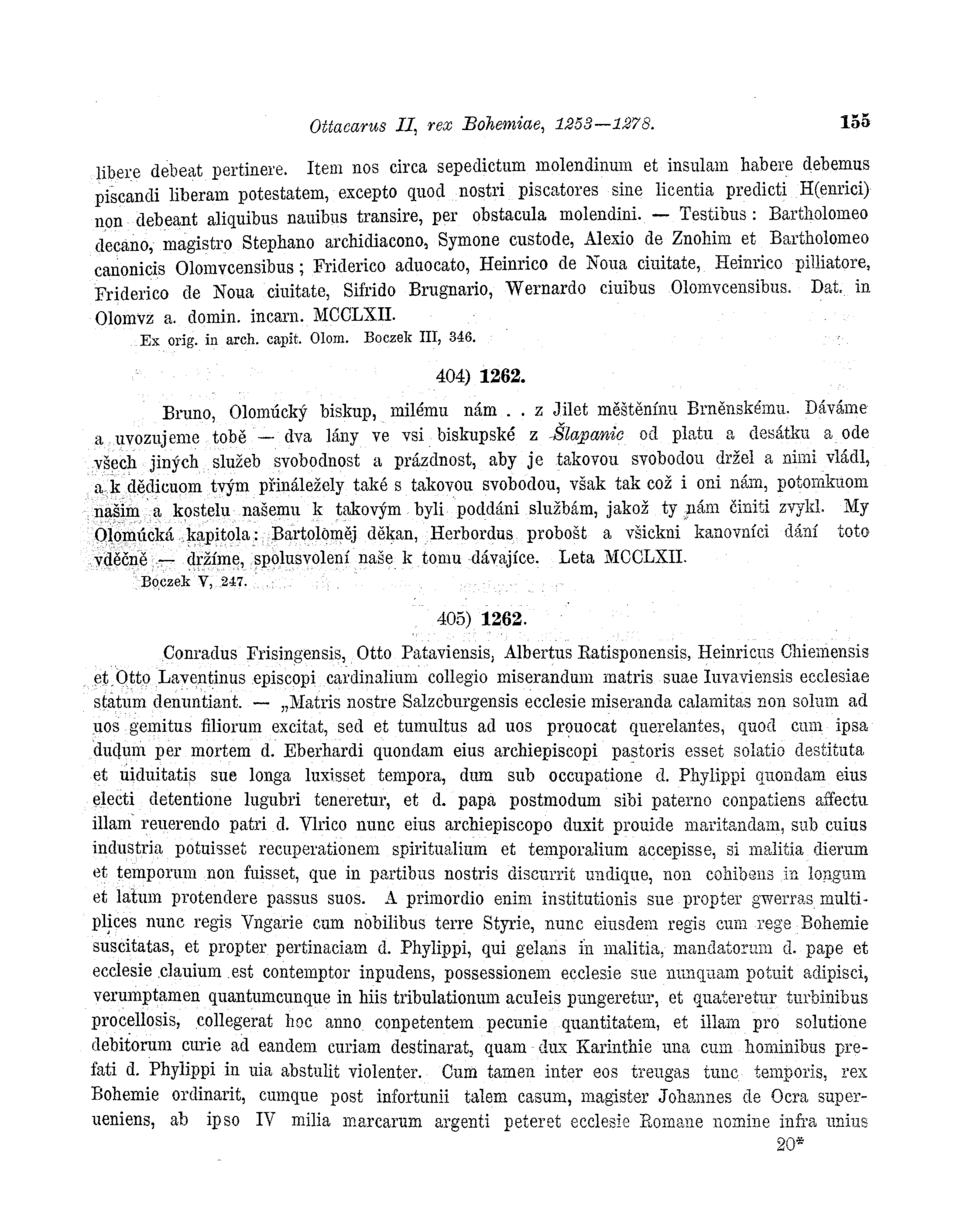 Ottacarus II, rex Bohemiae, 1253—1278. 155
libere debeat pertinere. Item nos circa sepedictum molendinum et insulam habere debemus
piscandi liberam potestatem, excepto quod nostri piscatores sine licentia predicti H(enrici)
non debeant aliquibus nauibus transire, per obstacula molendini. — Testibus: Bartholomeo
decano, magistro Stephano archidiacono, Symone custode, Alexio de Znohim et Bartholomeo
canonicis Olomvcensibus; Friderico aduocato, Heinrico de Noua ciuitate, Heinrico pilliatore,
Friderico de Noua ciuitate, Sifrido Brugnario, Wernardo ciuibus Olomvcensibus. Dat. in
Olomvz a. domin. incarn. MCCLXII.
Ex orig. in arch. capit. Olom. Boczek III, 346.
404) 1262.
Bruno, Olomúcký biskup, milému nám . . z Jilet měštěnínu Brněnskému. Dáváme
a uvozujeme tobě — dva lány ve vsi biskupské z Šlapanic od platu a desátku a ode
všech jiných služeb svobodnost a prázdnost, aby je takovou svobodou držel a nimi vládl,
a k dědicuom tvým přináležely také s takovou svobodou, však tak což i oni nám, potomkuom
našim a kostelu našemu k takovým byli poddáni službám, jakož ty nám činiti zvykl. My
Olomúcká kapitola: Bartoloměj děkan, Herbordus probošt a všickni kanovníci dání toto
vděčně — držíme, spolusvolení naše k tomu dávajíce. Leta MCCLXII.
Boczek V, 247.
405) 1262.
Conradus Frisingensis, Otto Pataviensis, Albertus Ratisponensis, Heinricus Chiemensis
et Otto Laventinus episcopi cardinalium collegio miserandum matris suae Iuvaviensis ecclesiae
statum denuntiant. — „Matris nostre Salzcburgensis ecclesie miseranda calamitas non solum ad
uos gemitus filiorum excitat, sed et tumultus ad uos prouocat querelantes, quod cum ipsa
dudum per mortem d. Eberhardi quondam eius archiepiscopi pastoris esset solatio destituta
et uiduitatis sue longa luxisset tempora, dum sub occupatione d. Phylippi quondam eius
electi detentione lugubri teneretur, et d. papa postmodum sibi paterno conpatiens affectu
illam reuerendo patri d. Vlrico nunc eius archiepiscopo duxit prouide maritandam, sub cuius
industria potuisset recuperationem spiritualium et temporalium accepisse, si malitia dierum
et temporum non fuisset, que in partibus nostris discurrit undique, non cohibens in longum
et latum protendere passus suos. A primordio enim institutionis sue propter gwerras multi-
plices nunc regis Vngarie cum nobilibus terre Styrie, nunc eiusdem regis cum rege Bohemie
suscitatas, et propter pertinaciam d. Phylippi, qui gelans in malitia, mandatorum d. pape et
ecclesie clauium est contemptor inpudens, possessionem ecclesie sue nunquam potuit adipisci,
verumptamen quantumcunque in hiis tribulationum aculeis pungeretur, et quateretur turbinibus
procellosis, collegerat hoc anno conpetentem pecunie quantitatem, et illam pro solutione
debitorum curie ad eandem curiam destinarat, quam dux Karinthie una cum hominibus pre-
fati d. Phylippi in uia abstulit violenter. Cum tamen inter eos treugas tunc temporis, rex
Bohemie ordinarit, cumque post infortunii talem casum, magister Johannes de Ocra super-
ueniens, ab ipso IV milia marcarum argenti peteret ecclesie Romane nomine infra unius
20*